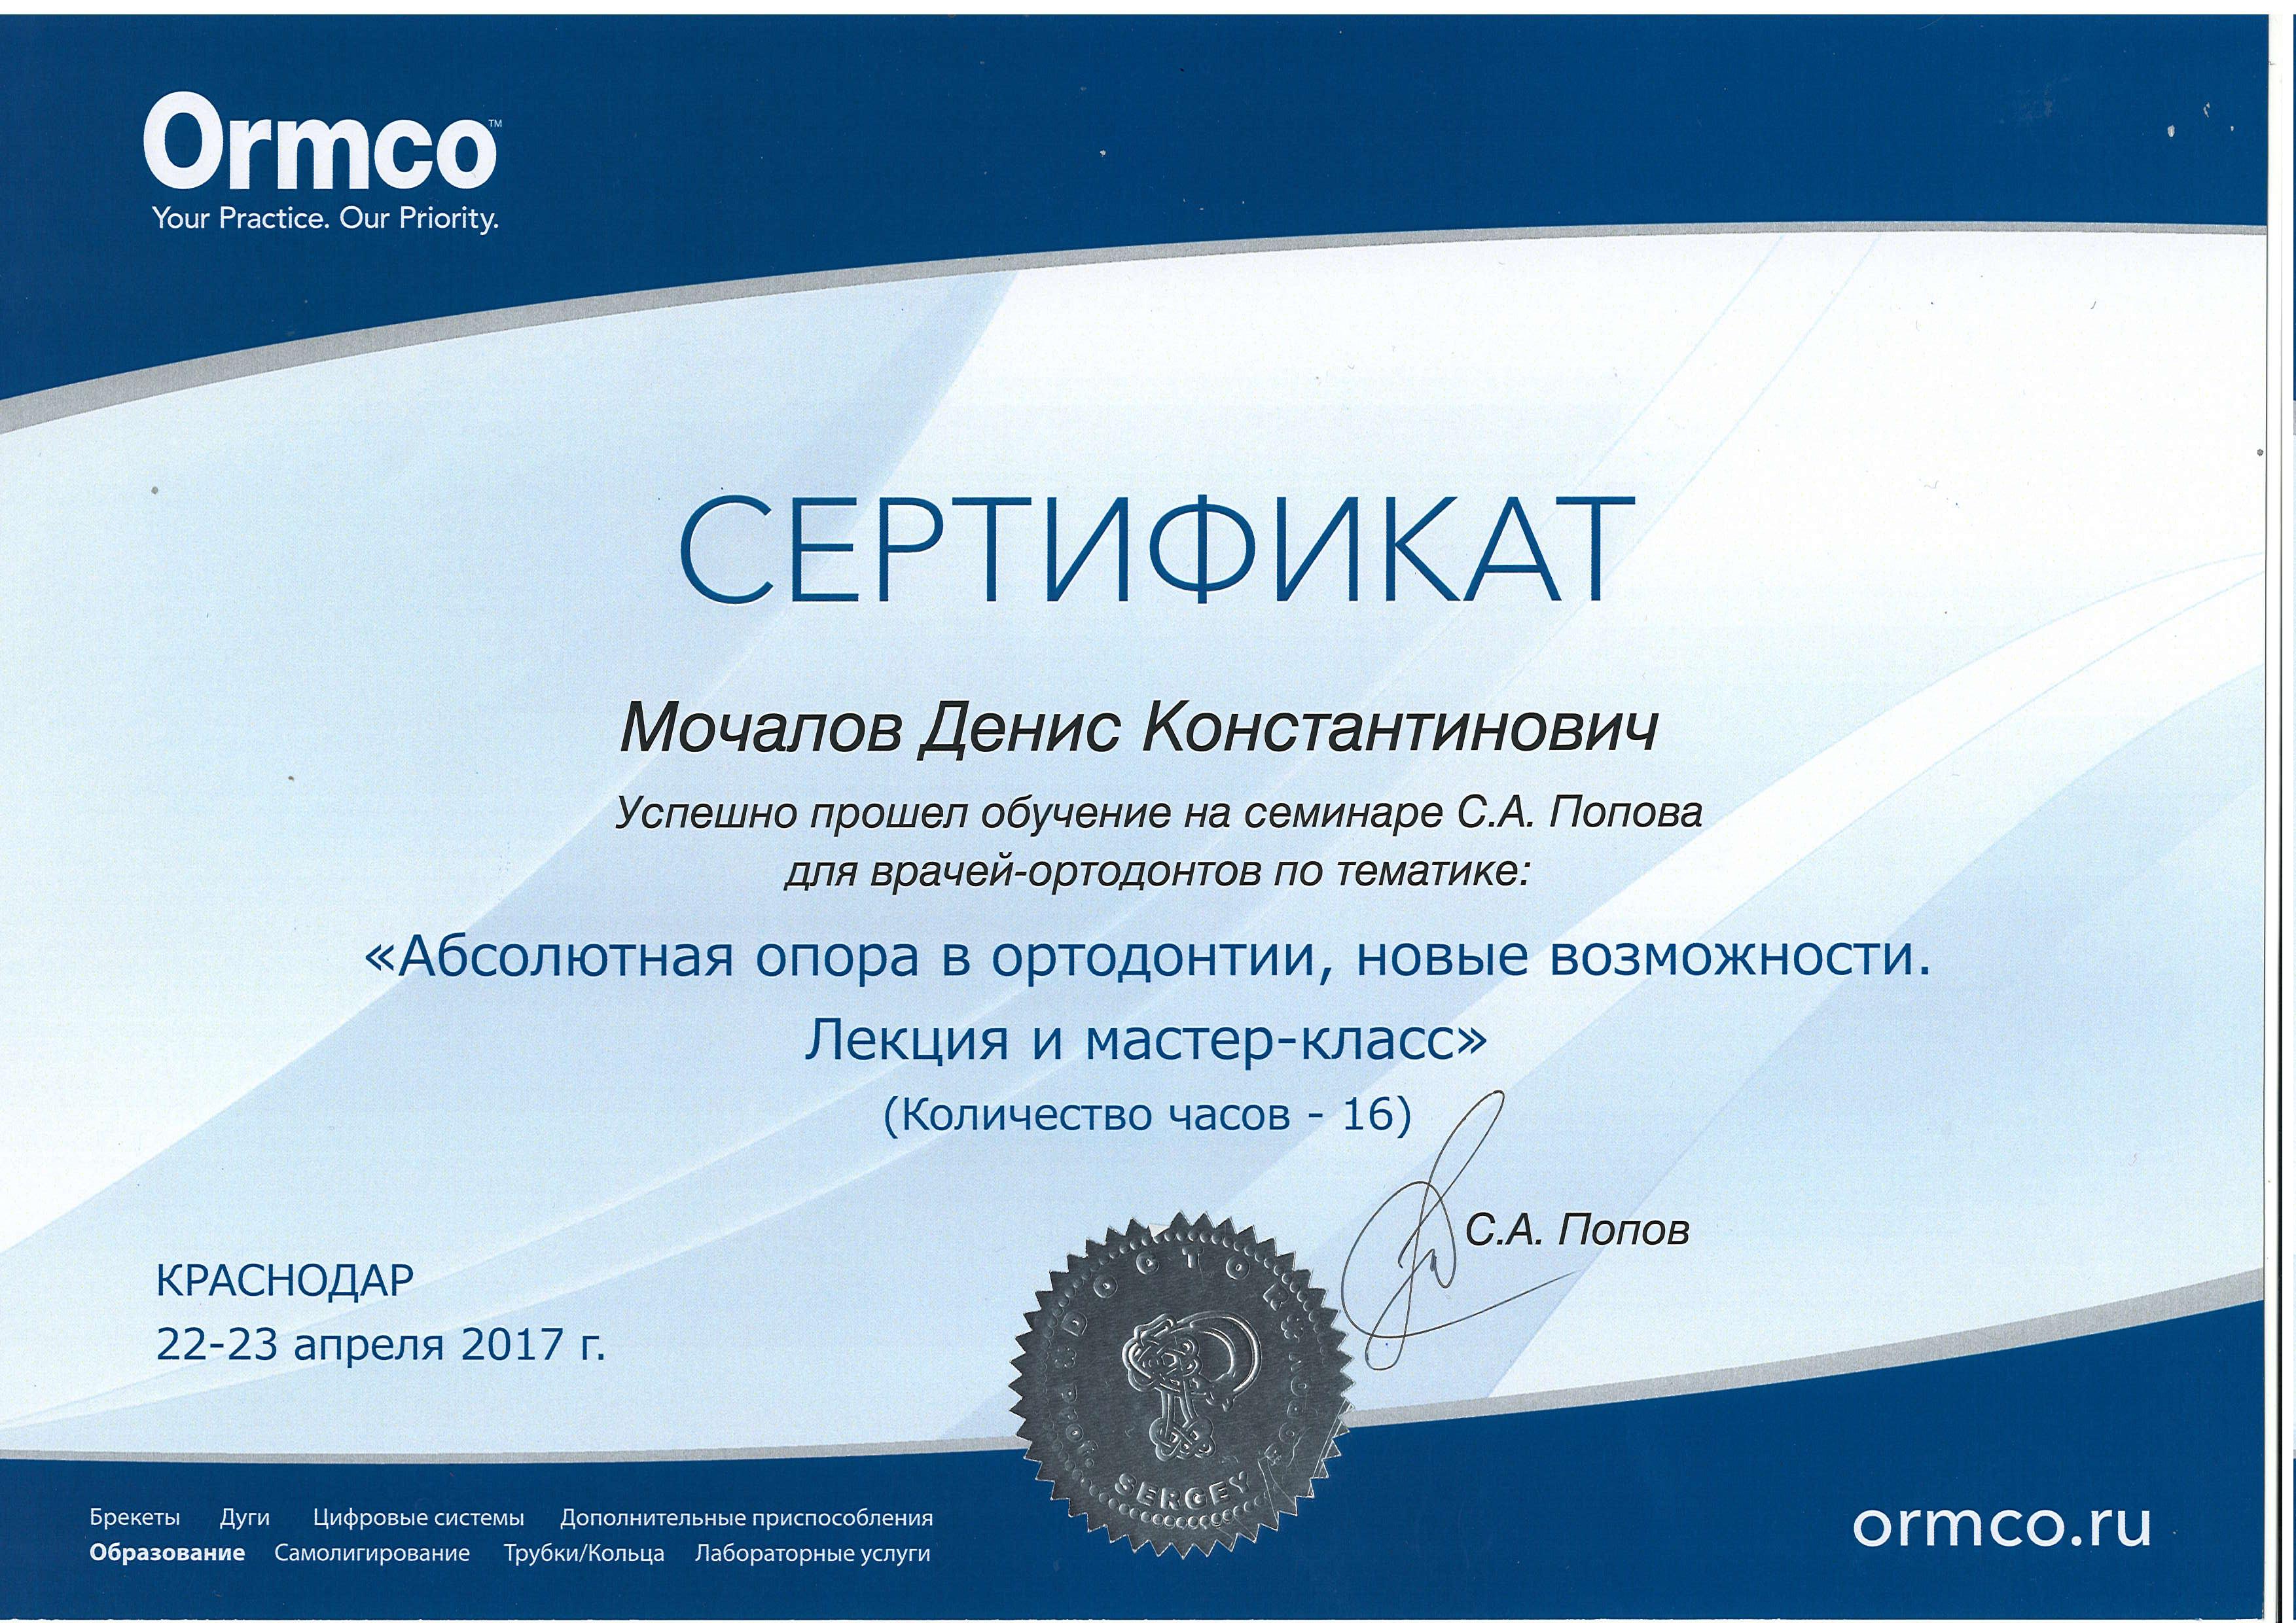 Ormco™
Your Practice. Our Priority.
СЕРТИФИКАТ
Мочалов Денис Константинович
Успешно прошел обучение на семинаре С.А. Попова
для врачей-ортодонтов по тематике:
«Абсолютная опора в ортодонтии, новые возможности.
Лекция и мастер-класс»
(Количество часов - 16)
С.А. Попов
КРАСНОДАР
22-23 апреля 2017 г.
DOCTOR
Prof.
SERGEY
Брекеты Дуги Цифровые системы Дополнительные приспособления
Образование Самолигирование Трубки/Кольца Лабораторные услуги
ormco.ru